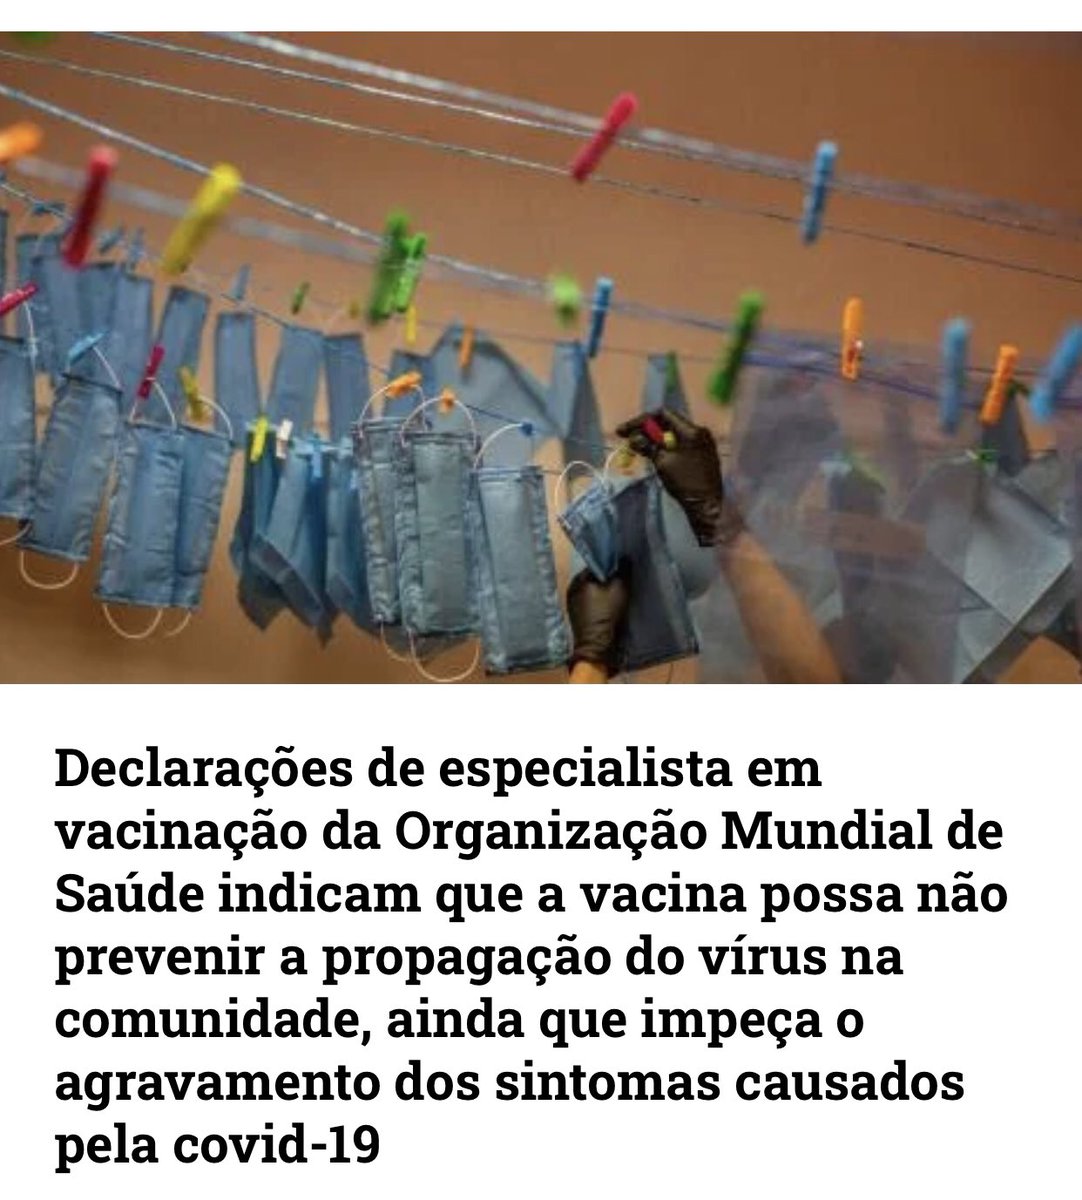 Declarações de especialista em
vacinação da Organização Mundial de
Saúde indicam que a vacina possa não
prevenir a propagação do vírus na
comunidade, ainda que impeça o
agravamento dos sintomas causados
pela covid-19